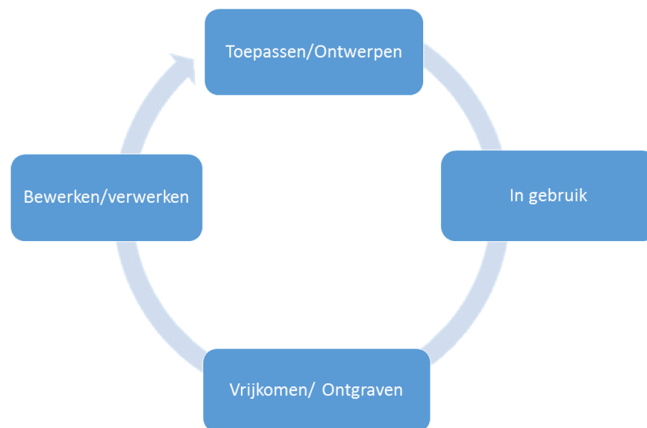 Toepassen/Ontwerpen
Bewerken/verwerken
In gebruik
Vrijkomen/ Ontgraven